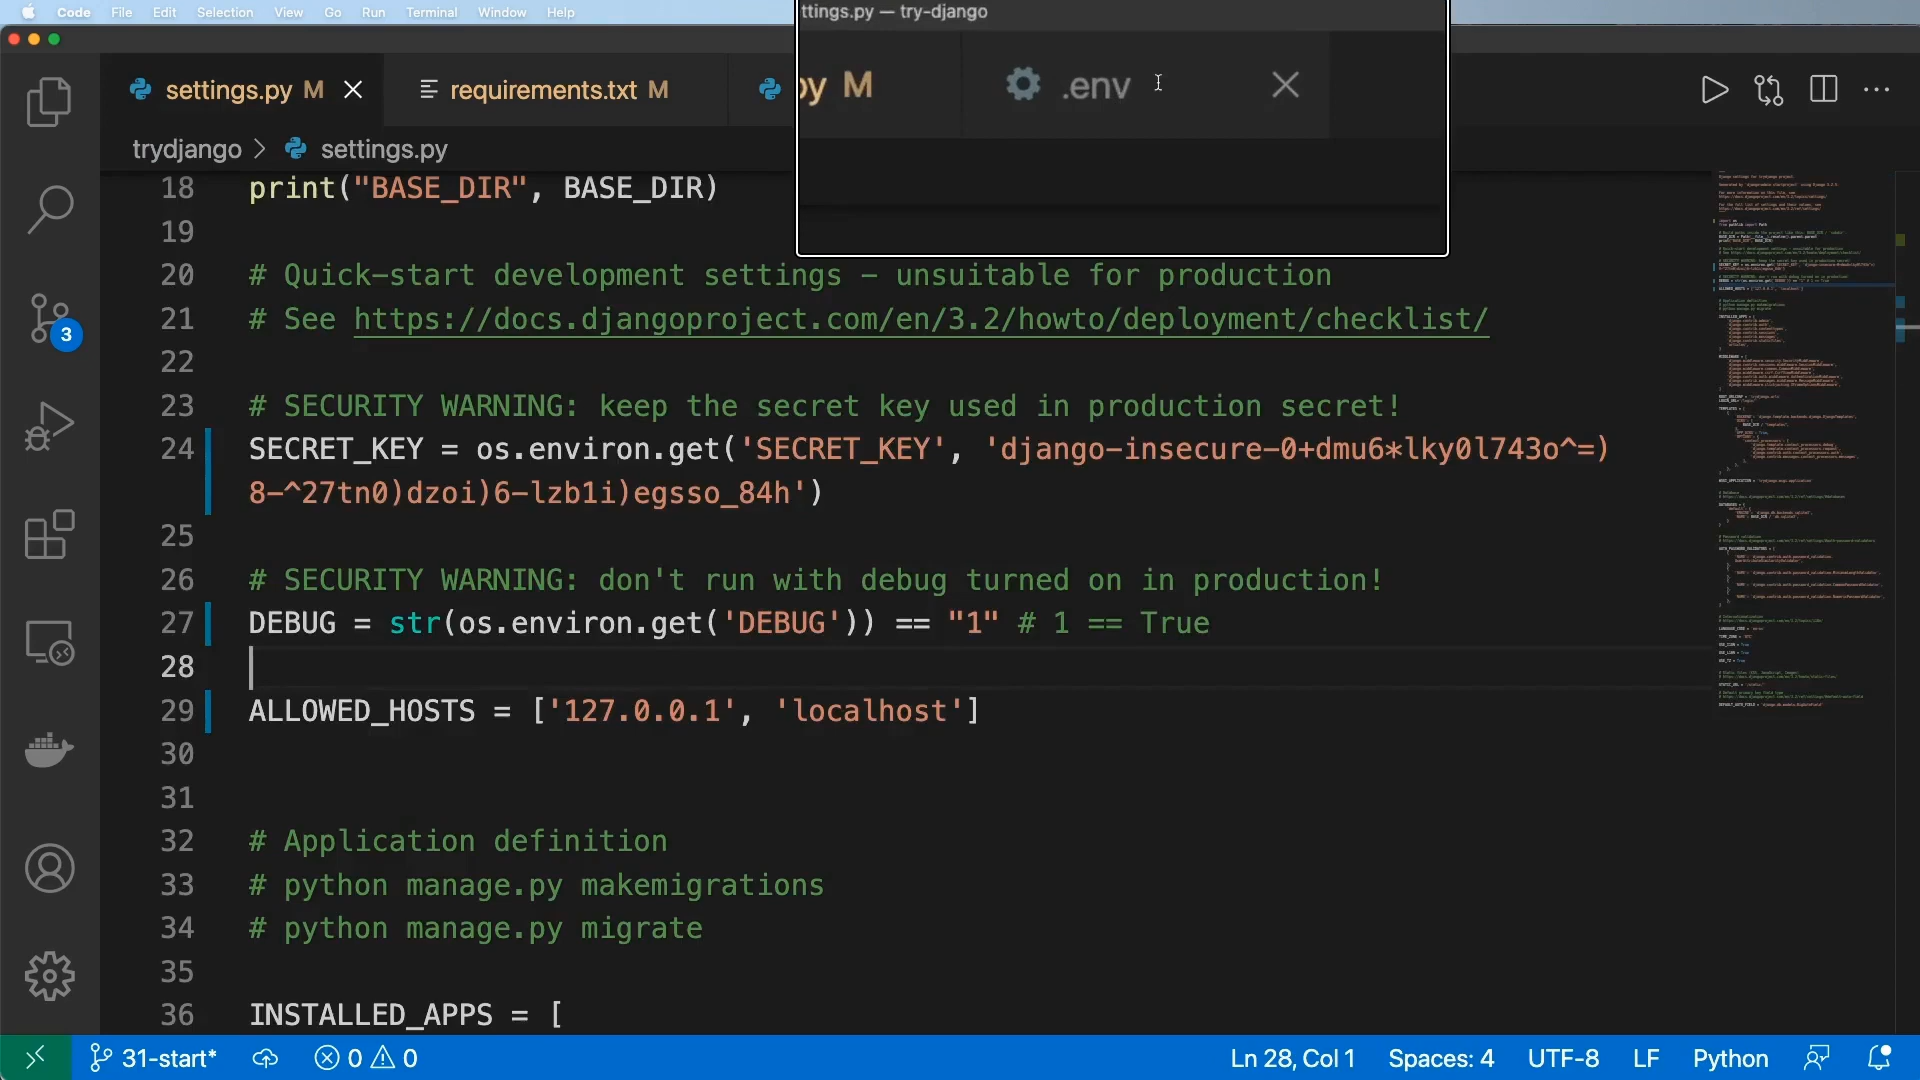 Code File Edit Selection View Go Run Terminal Window Help
ttings.py — try-django
settings.py M
requirements.txt M
py M
.env
trydjango > settings.py
18 print("BASE_DIR", BASE_DIR)
19
20 # Quick-start development settings - unsuitable for production
21 # See https://docs.djangoproject.com/en/3.2/howto/deployment/checklist/
22
23 # SECURITY WARNING: keep the secret key used in production secret!
24 SECRET_KEY = os.environ.get('SECRET_KEY', 'django-insecure-0+dmu6*lky0l743o^=)
8-^27tn0)dzoi)6-lzb1i)egsso_84h')
25
26 # SECURITY WARNING: don't run with debug turned on in production!
27 DEBUG = str(os.environ.get('DEBUG')) == "1" # 1 == True
28
29 ALLOWED_HOSTS = ['127.0.0.1', 'localhost']
30
31
32 # Application definition
33 # python manage.py makemigrations
34 # python manage.py migrate
35
36 INSTALLED_APPS = [
3
31-start* 0 0 Ln 28, Col 1 Spaces: 4 UTF-8 LF Python